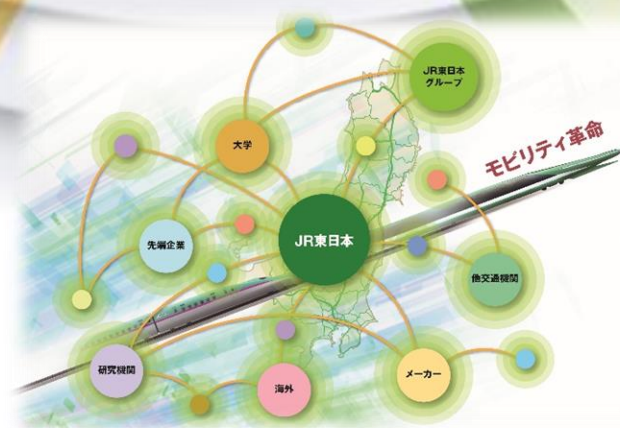 JR東日本
グループ
大学
モビリティ革命
先端企業
JR東日本
他交通機関
研究機関
海外
メーカー